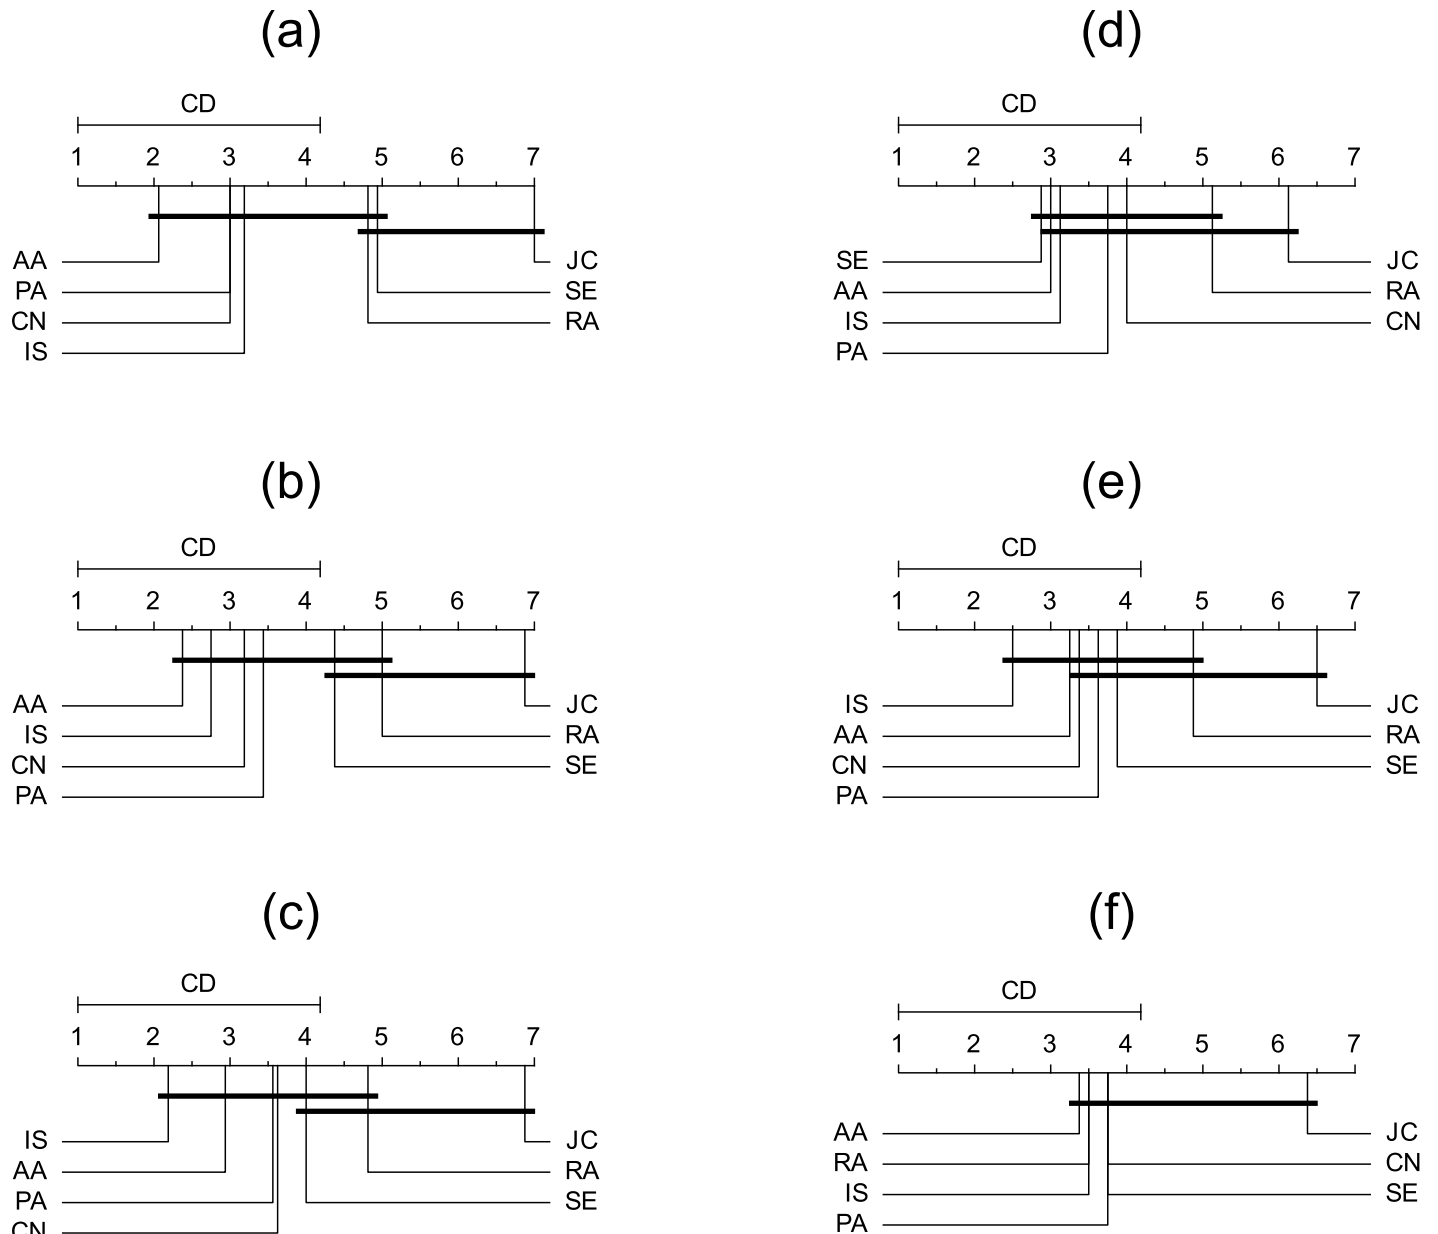 (a)
CD
1 2 3 4 5 6 7
AA JC
PA SE
CN RA
IS
(d)
CD
1 2 3 4 5 6 7
SE JC
AA RA
IS CN
PA
(b)
CD
1 2 3 4 5 6 7
AA JC
IS RA
CN SE
PA
(e)
CD
1 2 3 4 5 6 7
IS JC
AA RA
CN SE
PA
(c)
CD
1 2 3 4 5 6 7
IS JC
AA RA
PA SE
CN
(f)
CD
1 2 3 4 5 6 7
AA JC
RA CN
IS SE
PA